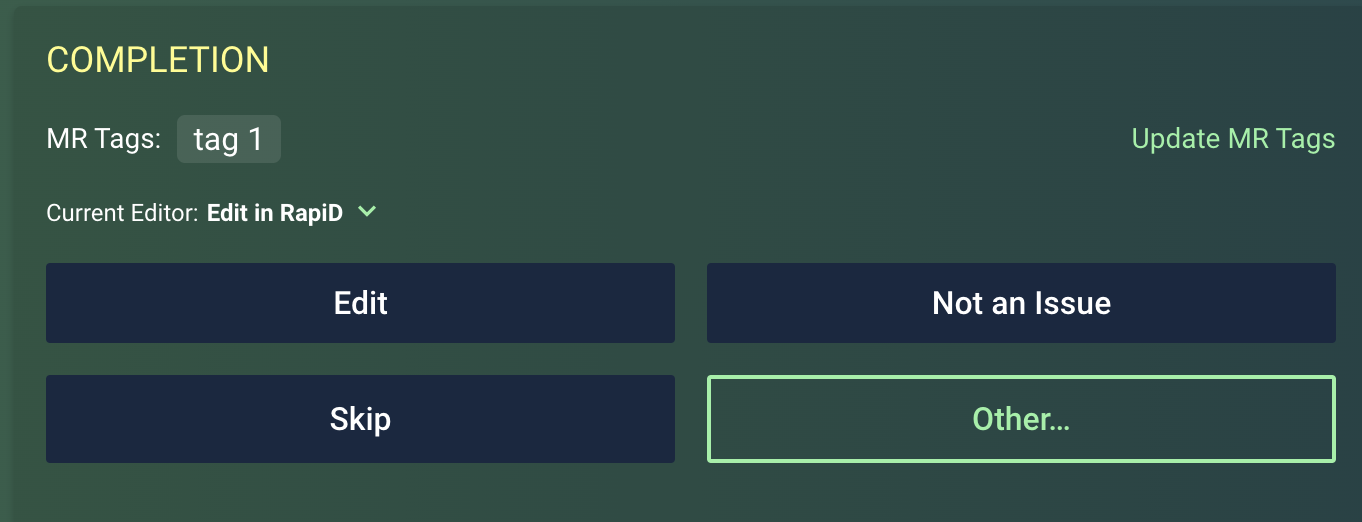 COMPLETION
MR Tags: tag 1
Update MR Tags
Current Editor: Edit in RapiD
Edit
Not an Issue
Skip
Other...